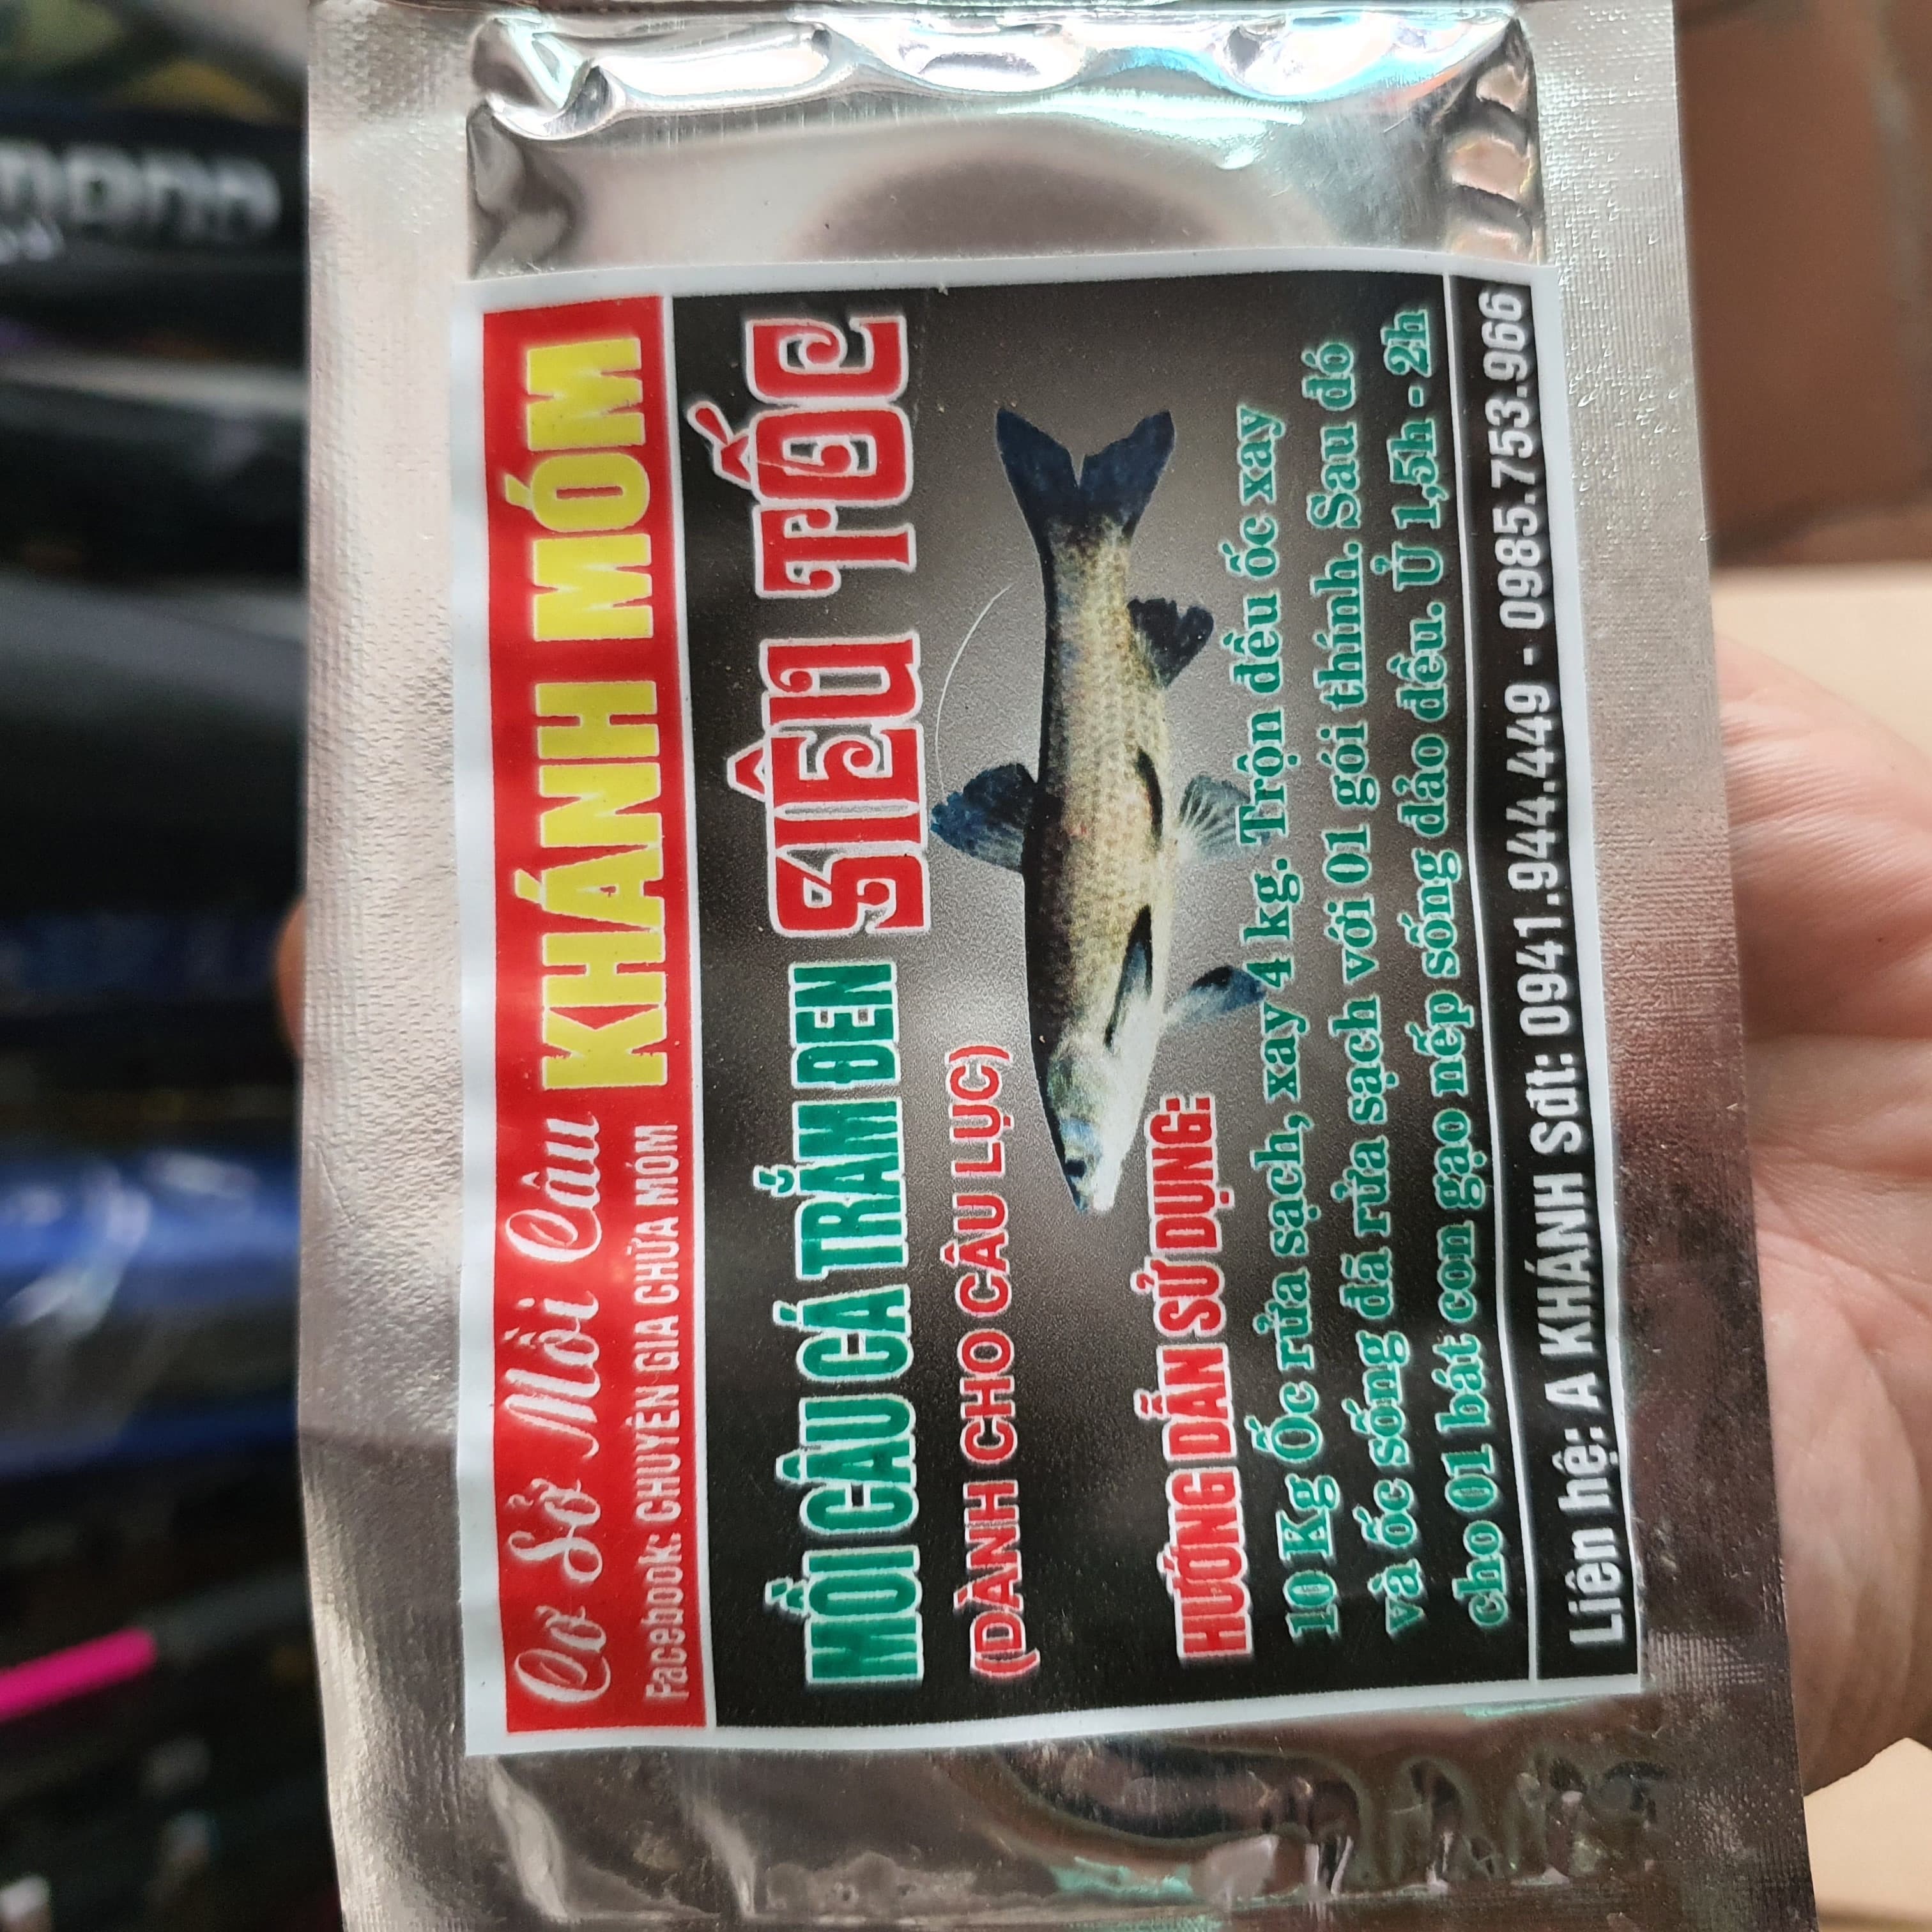 Cơ Sở Mồi Câu KHÁNH MÓM
Facebook: CHUYÊN GIA CHỮA MÓM
MỒI CÂU CÁ TRẮM ĐEN SIÊU TỐC
(DÀNH CHO CÂU LỤC)
HƯỚNG DẪN SỬ DỤNG:
10 Kg Ốc rửa sạch, xay 4 kg. Trộn đều ốc xay
và ốc sống đã rửa sạch với 01 gói thính. Sau đó
cho 01 bát con gạo nếp sống đảo đều. Ủ 1,5h - 2h
Liên hệ: A KHÁNH Sđt: 0941.944.449 - 0985.753.966